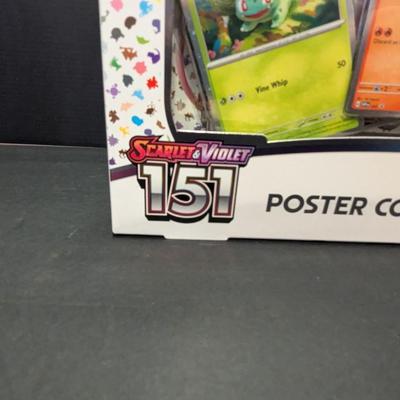 50
Vine Whip
SCARLET & VIOLET
151
POSTER CO